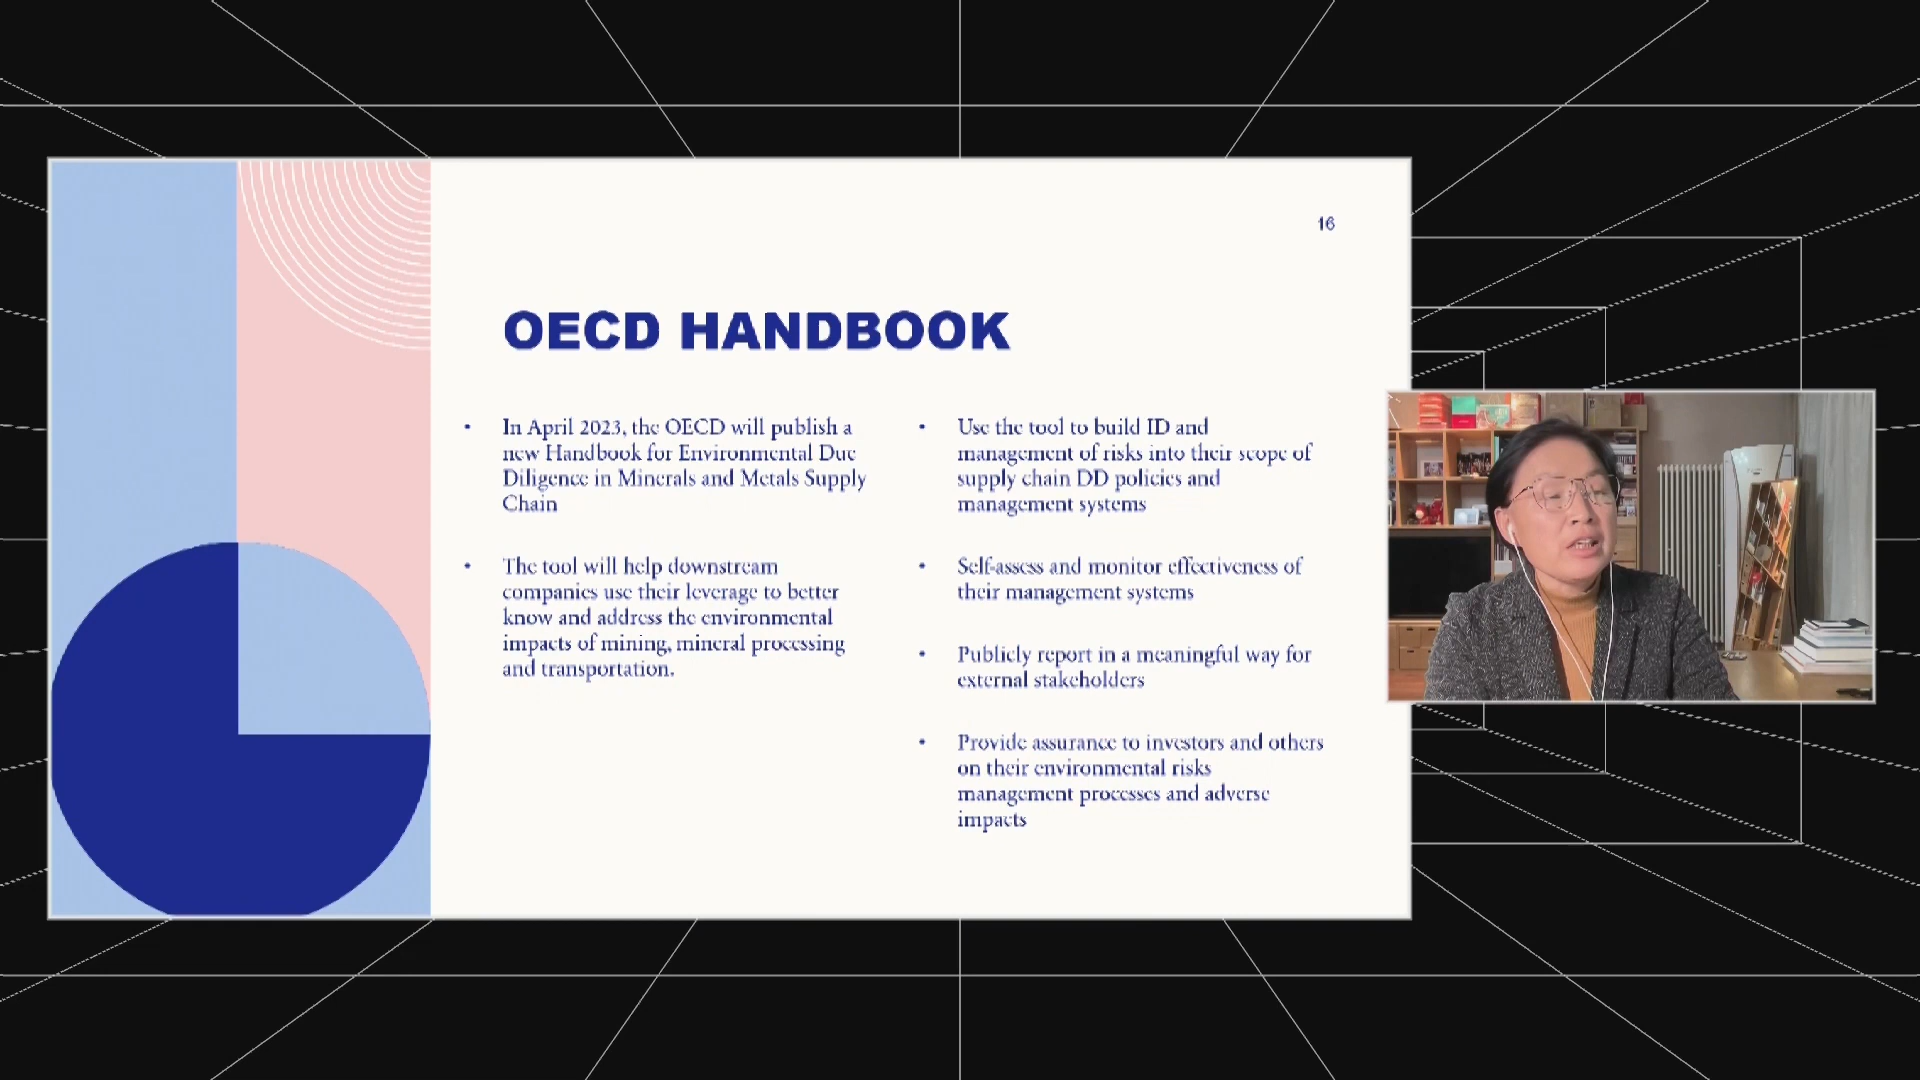 16
OECD HANDBOOK
• In April 2023, the OECD will publish a
new Handbook for Environmental Due
Diligence in Minerals and Metals Supply
Chain
• The tool will help downstream
companies use their leverage to better
know and address the environmental
impacts of mining, mineral processing
and transportation.
• Use the tool to build ID and
management of risks into their scope of
supply chain DD policies and
management systems
• Self-assess and monitor effectiveness of
their management systems
• Publicly report in a meaningful way for
external stakeholders
• Provide assurance to investors and others
on their environmental risks
management processes and adverse
impacts